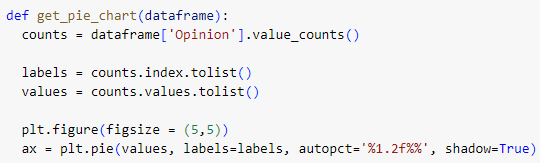 def get_pie_chart(dataframe):
counts = dataframe['Opinion'].value_counts()
labels = counts.index.tolist()
values = counts.values.tolist()
plt.figure(figsize = (5,5))
ax = plt.pie(values, labels=labels, autopct='%1.2f%%', shadow=True)